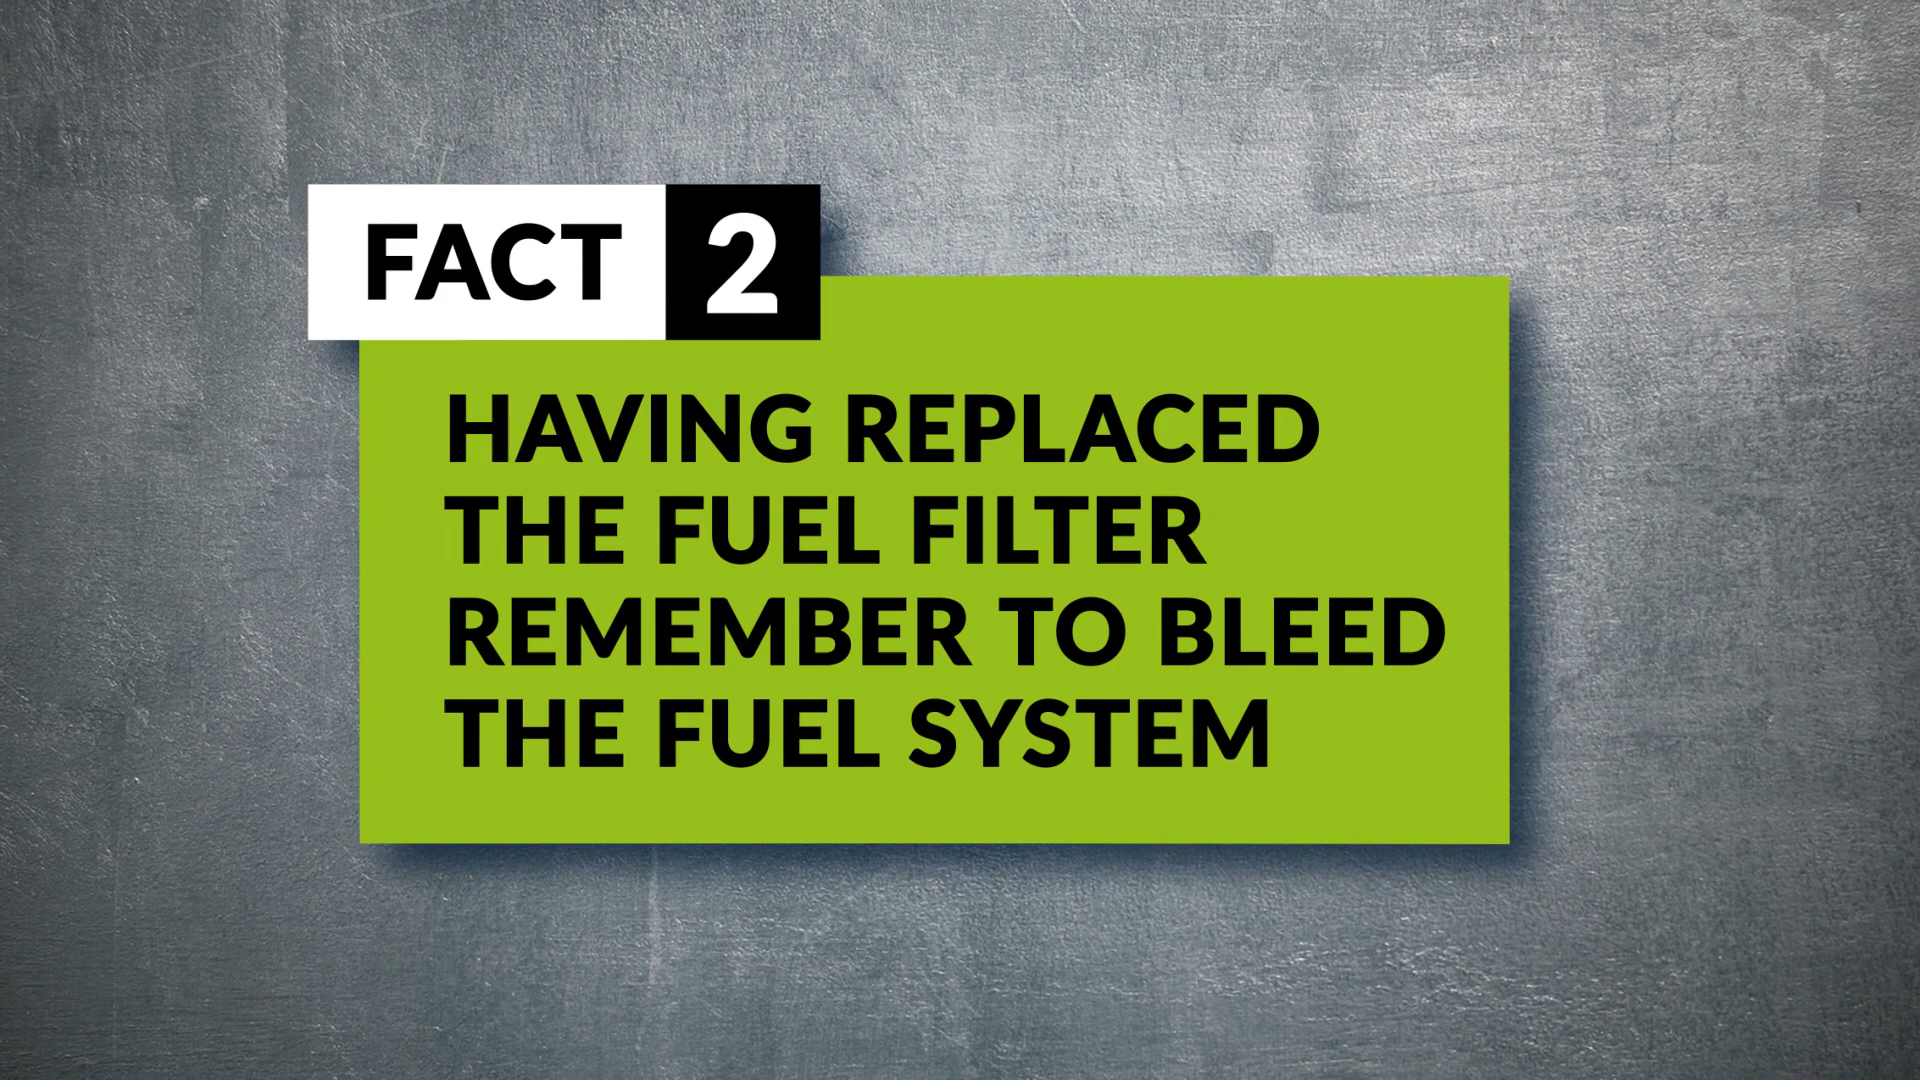 FACT 2
HAVING REPLACED
THE FUEL FILTER
REMEMBER TO BLEED
THE FUEL SYSTEM